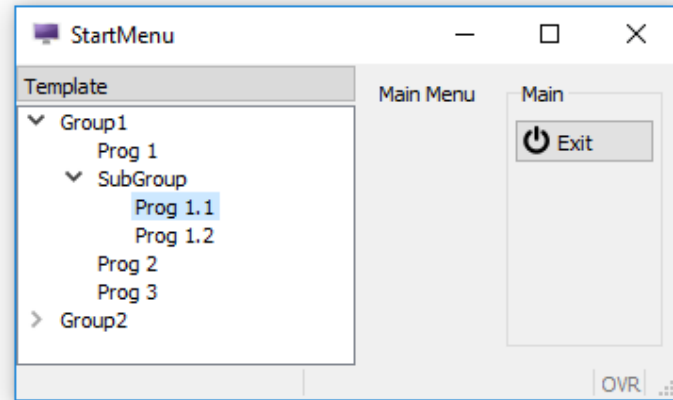 StartMenu
Template
Group1
Prog 1
SubGroup
Prog 1.1
Prog 1.2
Prog 2
Prog 3
Group2
Main Menu
Main
Exit
OVR